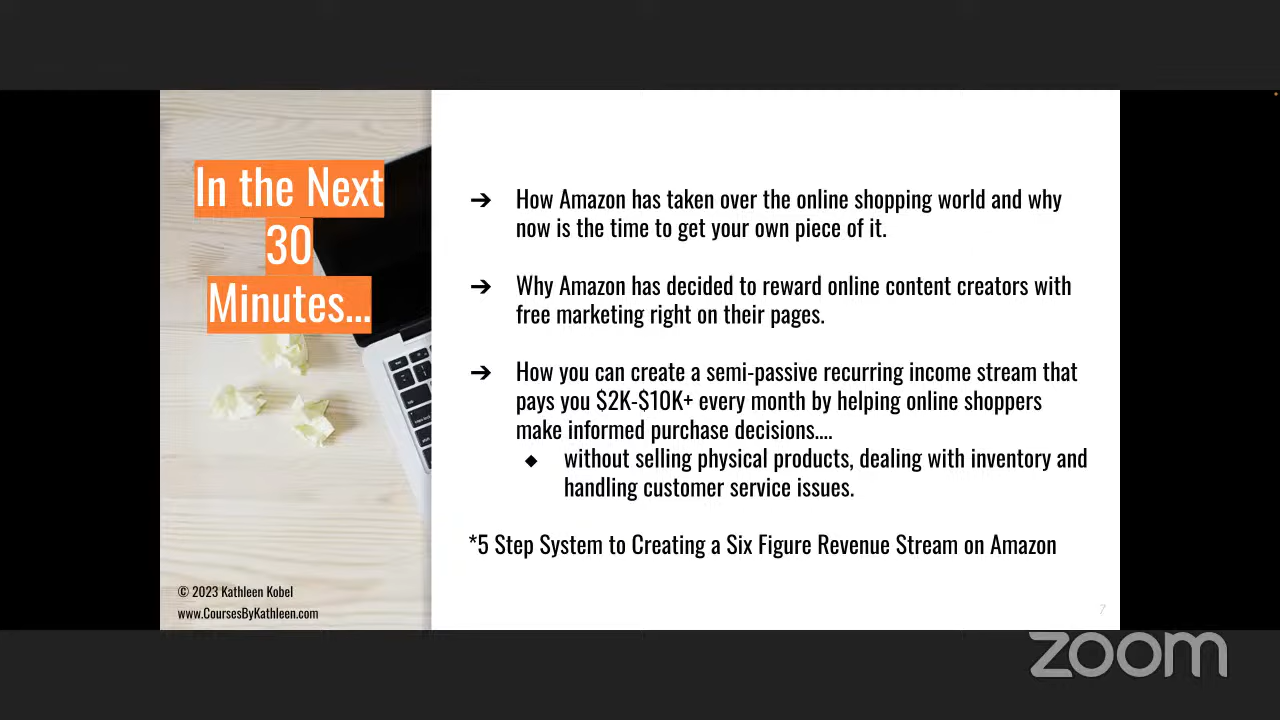 In the Next
30
Minutes...
➔ How Amazon has taken over the online shopping world and why
now is the time to get your own piece of it.
➔ Why Amazon has decided to reward online content creators with
free marketing right on their pages.
➔ How you can create a semi-passive recurring income stream that
pays you $2K-$10K+ every month by helping online shoppers
make informed purchase decisions....
◆ without selling physical products, dealing with inventory and
handling customer service issues.
*5 Step System to Creating a Six Figure Revenue Stream on Amazon
© 2023 Kathleen Kobel
www.CoursesByKathleen.com
7
zoom